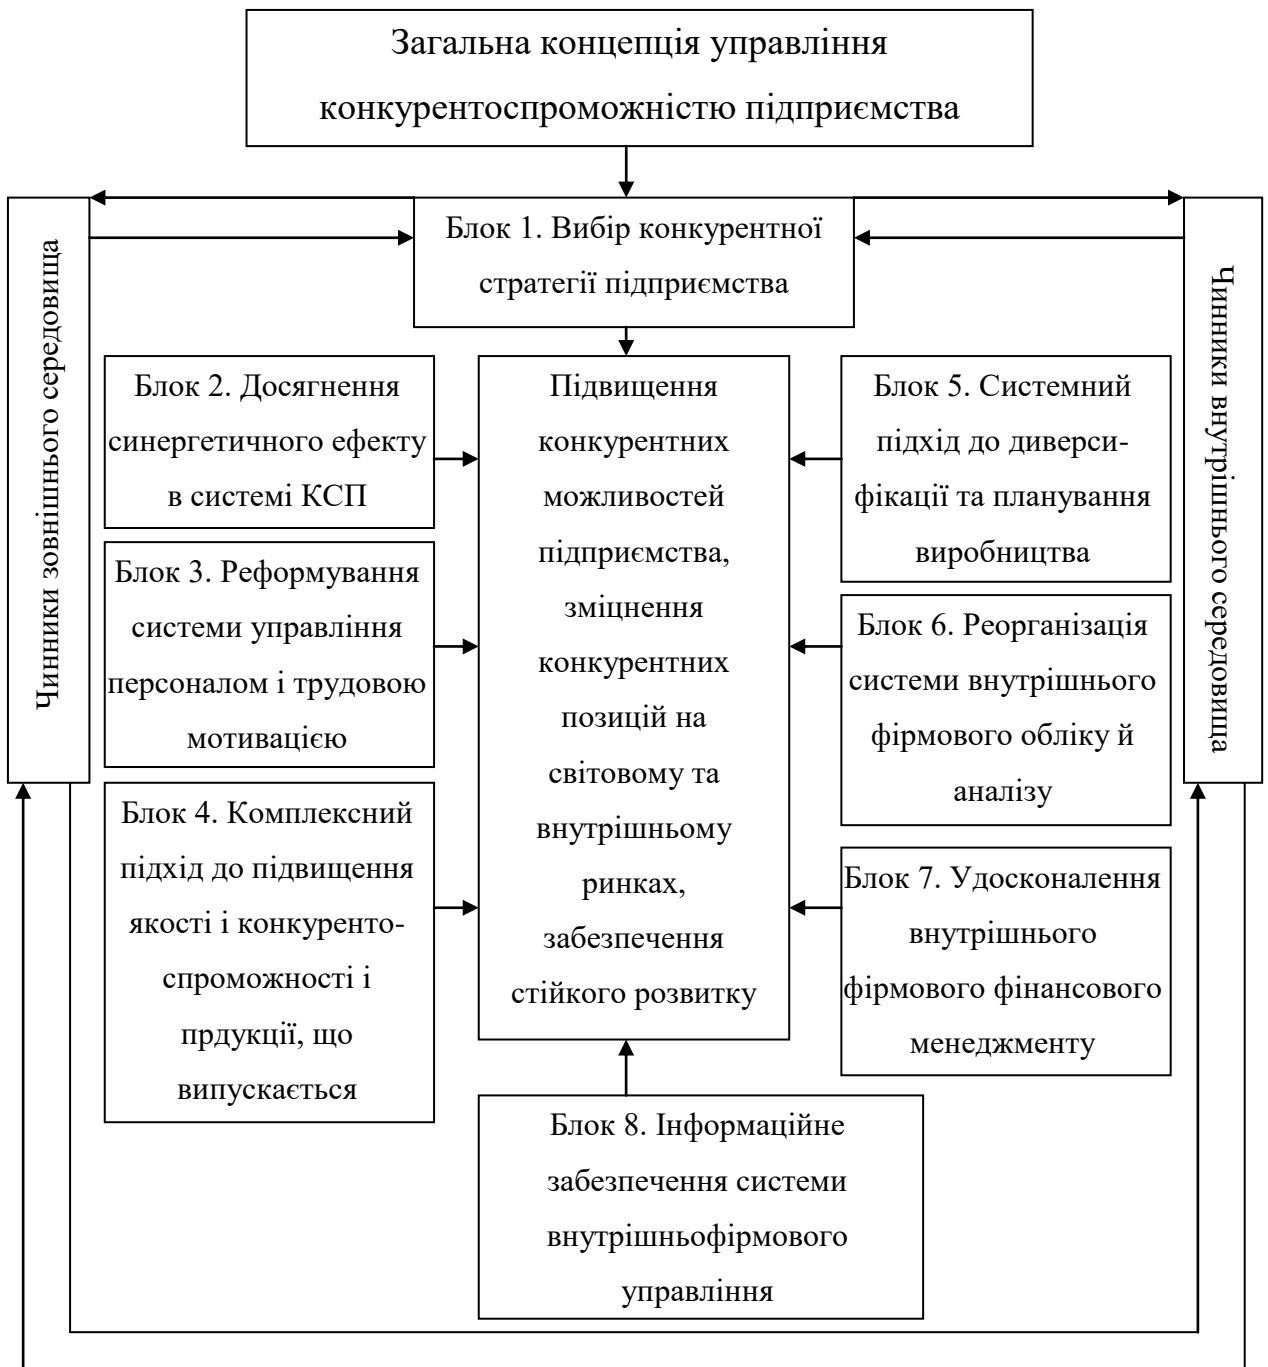 Загальна концепція управління
конкурентоспроможністю підприємства
Блок 1. Вибір конкурентної
стратегії підприємства
Чинники зовнішнього середовища
Блок 2. Досягнення
синергетичного ефекту
в системі КСП
Блок 3. Реформування
системи управління
персоналом і трудовою
мотивацією
Блок 4. Комплексний
підхід до підвищення
якості і конкуренто-
спроможності і
прдукції, що
випускається
Підвищення
конкурентних
можливостей
підприємства,
зміцнення
конкурентних
позицій на
світовому та
внутрішньому
ринках,
забезпечення
стійкого розвитку
Блок 5. Системний
підхід до диверси-
фікації та планування
виробництва
Блок 6. Реорганізація
системи внутрішнього
фірмового обліку й
аналізу
Блок 7. Удосконалення
внутрішнього
фірмового фінансового
менеджменту
Чинники внутрішнього середовища
Блок 8. Інформаційне
забезпечення системи
внутрішньофірмового
управління